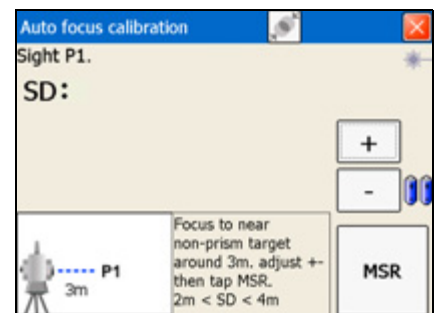 Auto focus calibration
Sight P1.
SD:
+
-
P1
3m
Focus to near
non-prism target
around 3m. adjust +-
then tap MSR.
2m < SD < 4m
MSR